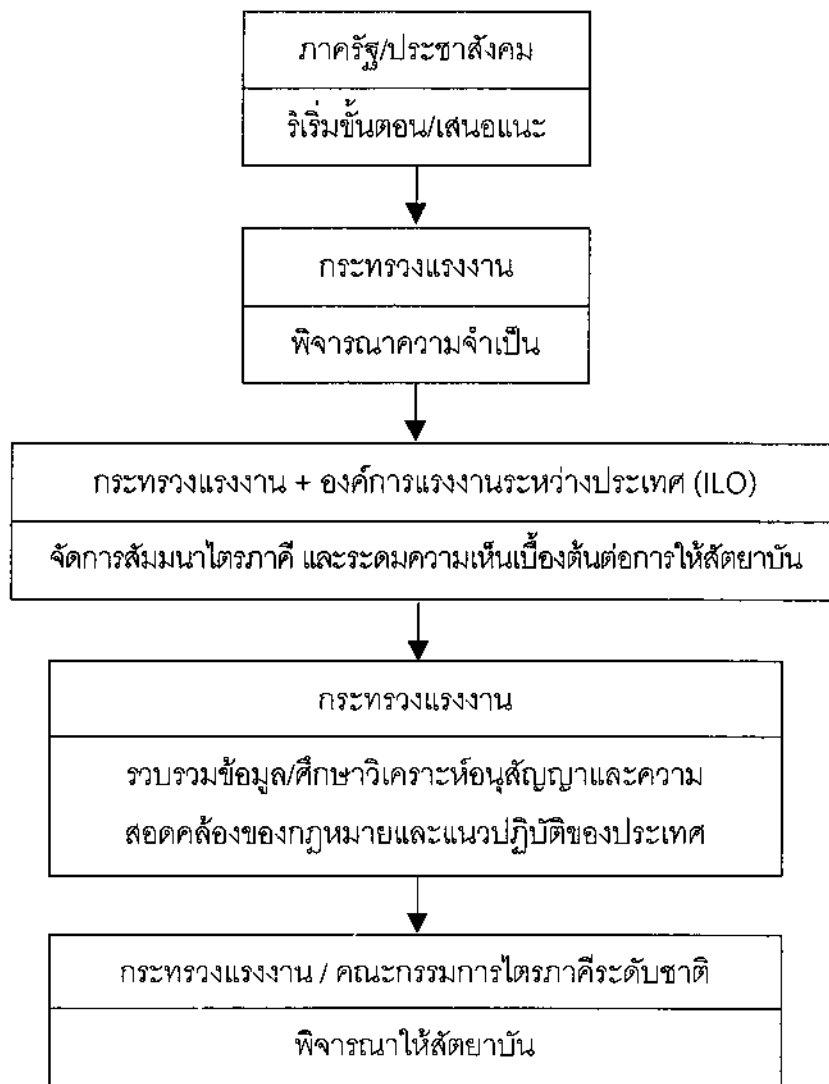 ภาครัฐ/ประชาสังคม
ริเริ่มขั้นตอน/เสนอแนะ
กระทรวงแรงงาน
พิจารณาความจำเป็น
กระทรวงแรงงาน + องค์การแรงงานระหว่างประเทศ (ILO)
จัดการสัมมนาไตรภาคี และระดมความเห็นเบื้องต้นต่อการให้สัตยาบัน
กระทรวงแรงงาน
รวบรวมข้อมูล/ศึกษาวิเคราะห์อนุสัญญาและความ
สอดคล้องของกฎหมายและแนวปฏิบัติของประเทศ
กระทรวงแรงงาน / คณะกรรมการไตรภาคีระดับชาติ
พิจารณาให้สัตยาบัน